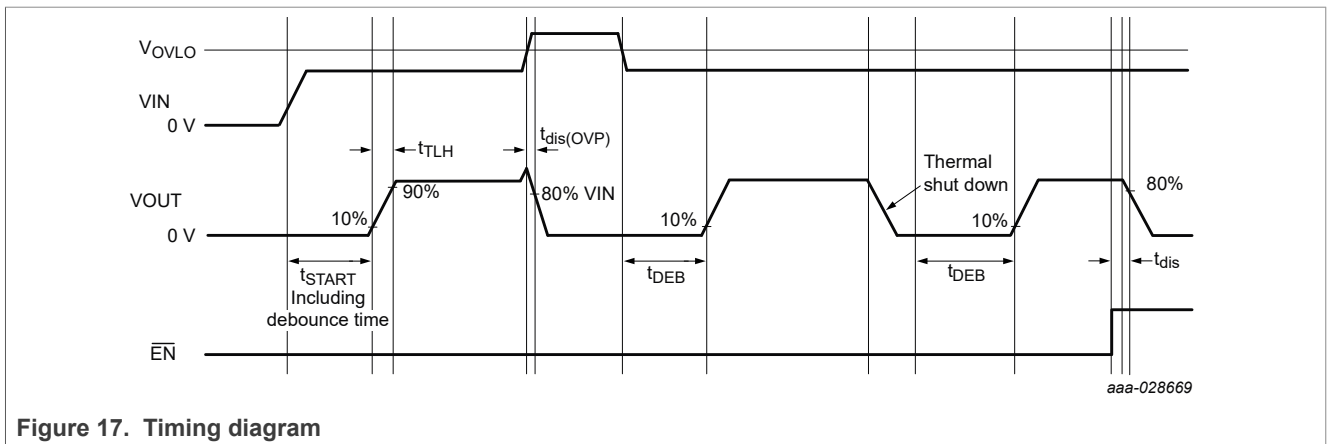 VOVLO
VIN
0 V
tdis(OVP)
tTLH
Thermal
shut down
VOUT
90%
80% VIN
80%
10%
10%
10%
0 V
tSTART
Including
debounce time
tDEB
tDEB
tdis
EN
aaa-028669
Figure 17. Timing diagram